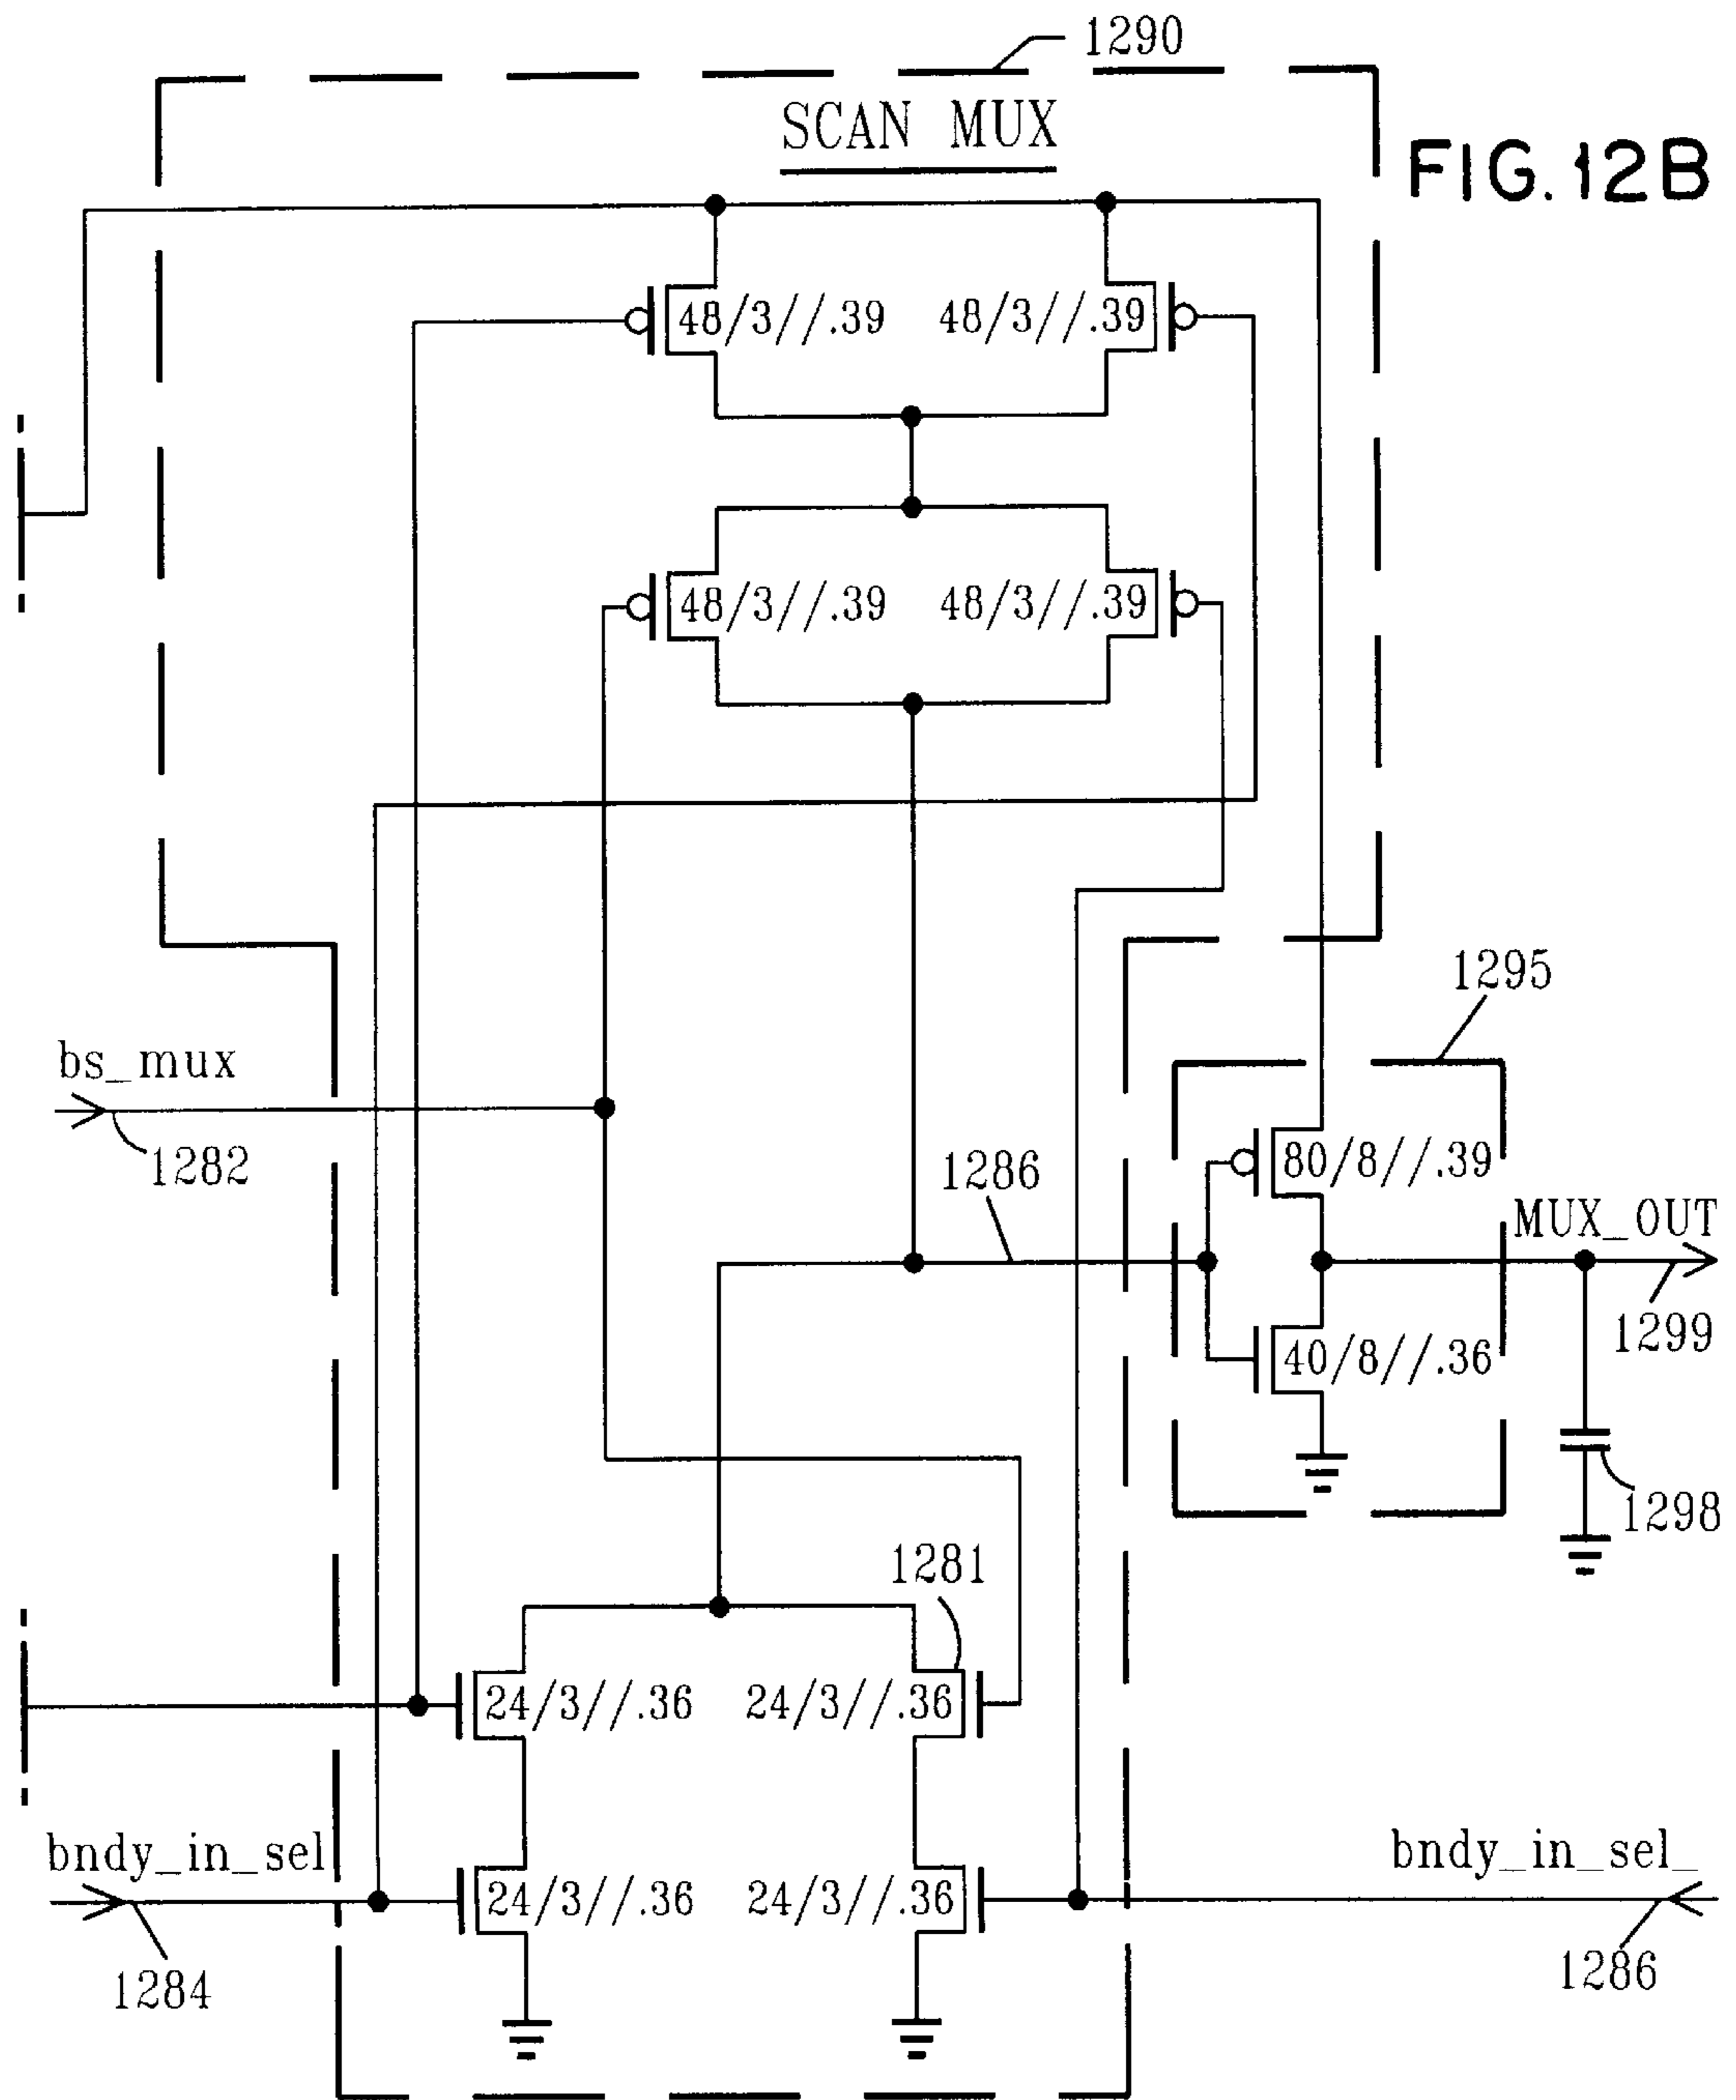 1290
SCAN MUX
FIG. 12B
48/3//.39 48/3//.39
48/3//.39 48/3//.39
1295
bs_mux
1282
1286
80/8//.39
MUX_OUT
1299
40/8//.36
1298
1281
24/3//.36 24/3//.36
bndy_in_sel
24/3//.36 24/3//.36
bndy_in_sel_
1284
1286